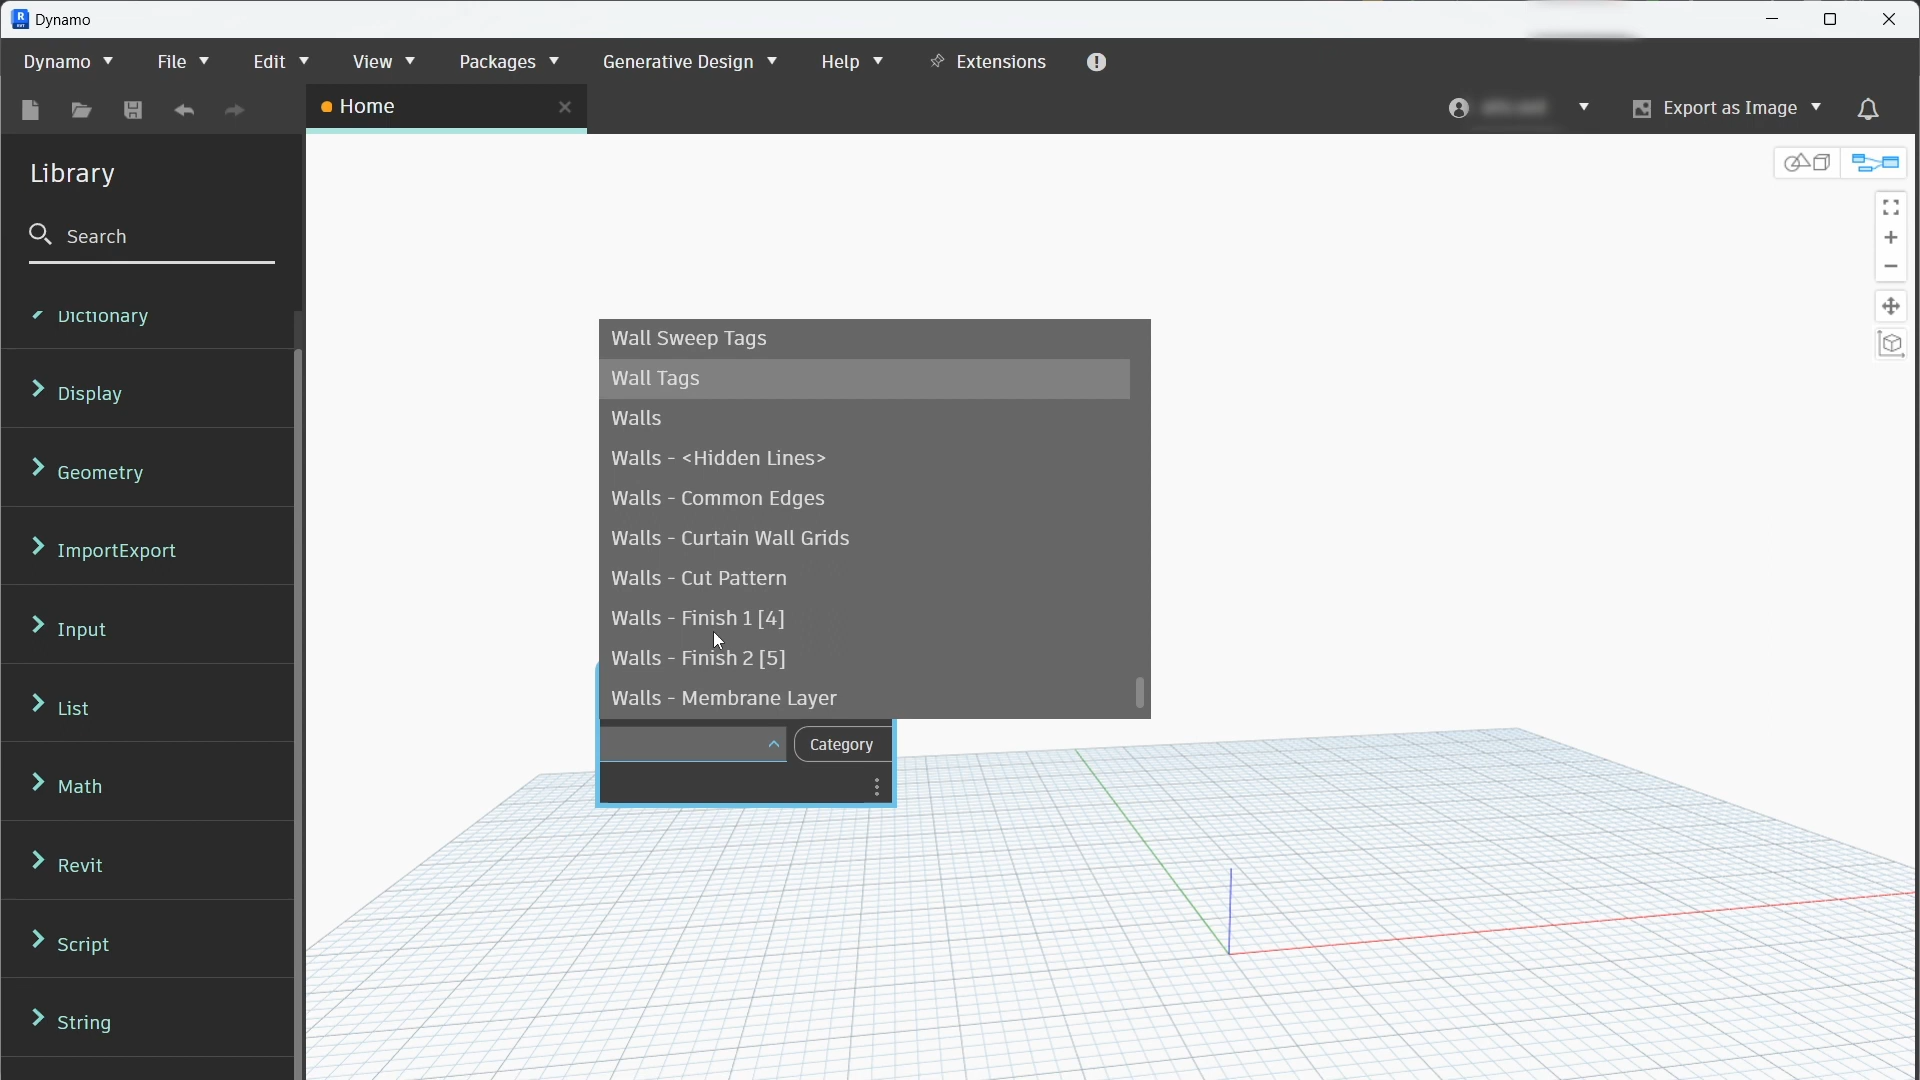 Dynamo
Dynamo File Edit View Packages Generative Design Help Extensions
Home
Export as Image
Library
Search
Dictionary
Display
Geometry
ImportExport
Input
List
Math
Revit
Script
String
Wall Sweep Tags
Wall Tags
Walls
Walls - <Hidden Lines>
Walls - Common Edges
Walls - Curtain Wall Grids
Walls - Cut Pattern
Walls - Finish 1 [4]
Walls - Finish 2 [5]
Walls - Membrane Layer
Category